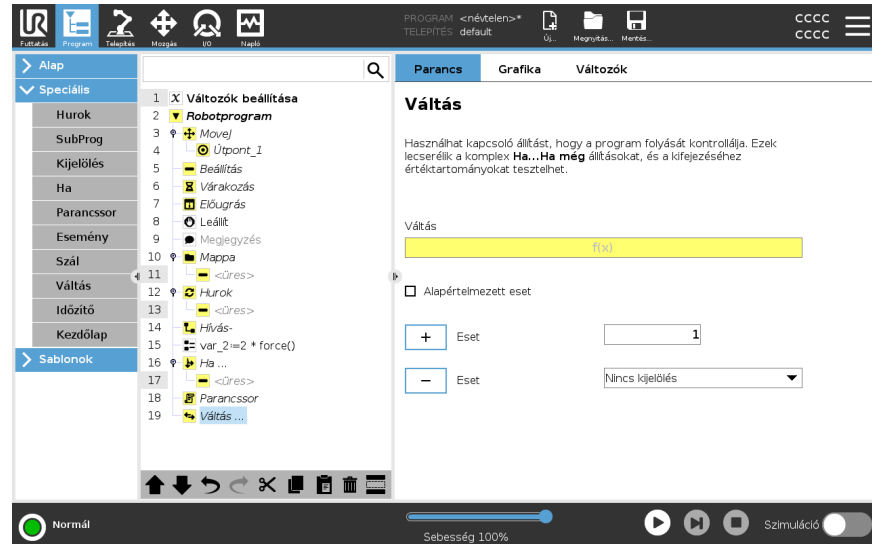 PROGRAM <névtelen>*
TELEPÍTÉS default
CCCC
CCCC
Futtatás Program Telepítés Mozgás I/O Napló Új... Megnyitás... Mentés...
Alap
Speciális
Hurok
SubProg
Kijelölés
Ha
Parancssor
Esemény
Szál
Váltás
Időzítő
Kezdőlap
Sablonok
1 X Változók beállítása
2 Robotprogram
3 MoveJ
4 Útpont_1
5 Beállítás
6 Várakozás
7 Előugrás
8 Leállít
9 Megjegyzés
10 Mappa
11 <üres>
12 Hurok
13 <üres>
14 Hívás-
15 var_2:=2 * force()
16 Ha ...
17 <üres>
18 Parancssor
19 Váltás ...
Parancs Grafika Változók
Váltás
Használhat kapcsoló állítást, hogy a program folyását kontrollálja. Ezek
lecserélik a komplex Ha...Ha még állításokat, és a kifejezéséhez
értéktartományokat tesztelhet.
Váltás
f(x)
Alapértelmezett eset
+ Eset 1
− Eset Nincs kijelölés
Normál
Sebesség 100%
Szimuláció